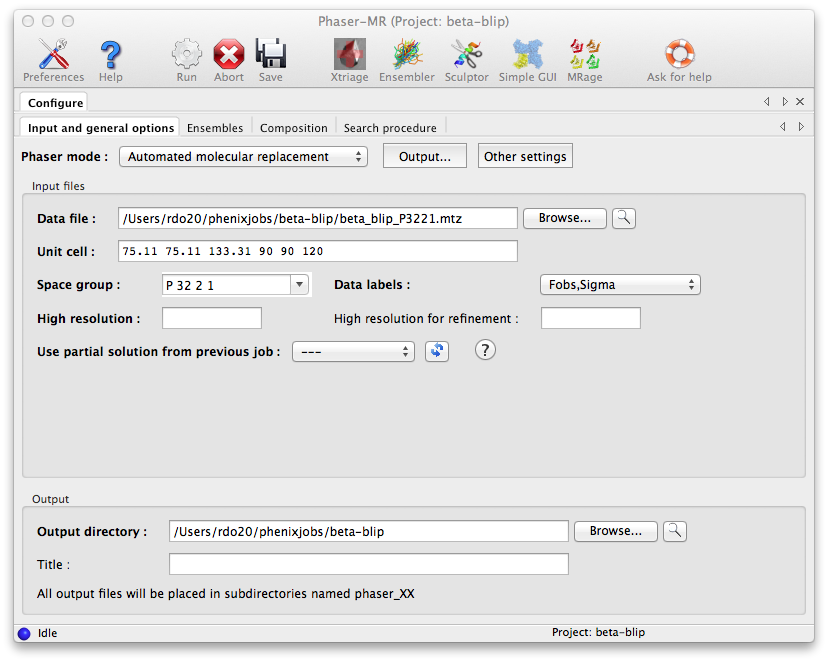 Phaser-MR (Project: beta-blip)
Preferences Help Run Abort Save Xtriage Ensembler Sculptor Simple GUI MRage Ask for help
Configure
Input and general options Ensembles Composition Search procedure
Phaser mode : Automated molecular replacement Output... Other settings
Input files
Data file : /Users/rdo20/phenixjobs/beta-blip/beta_blip_P3221.mtz Browse...
Unit cell : 75.11 75.11 133.31 90 90 120
Space group : P 32 2 1 Data labels : Fobs,Sigma
High resolution : High resolution for refinement :
Use partial solution from previous job : --- ?
Output
Output directory : /Users/rdo20/phenixjobs/beta-blip Browse...
Title :
All output files will be placed in subdirectories named phaser_XX
Idle Project: beta-blip